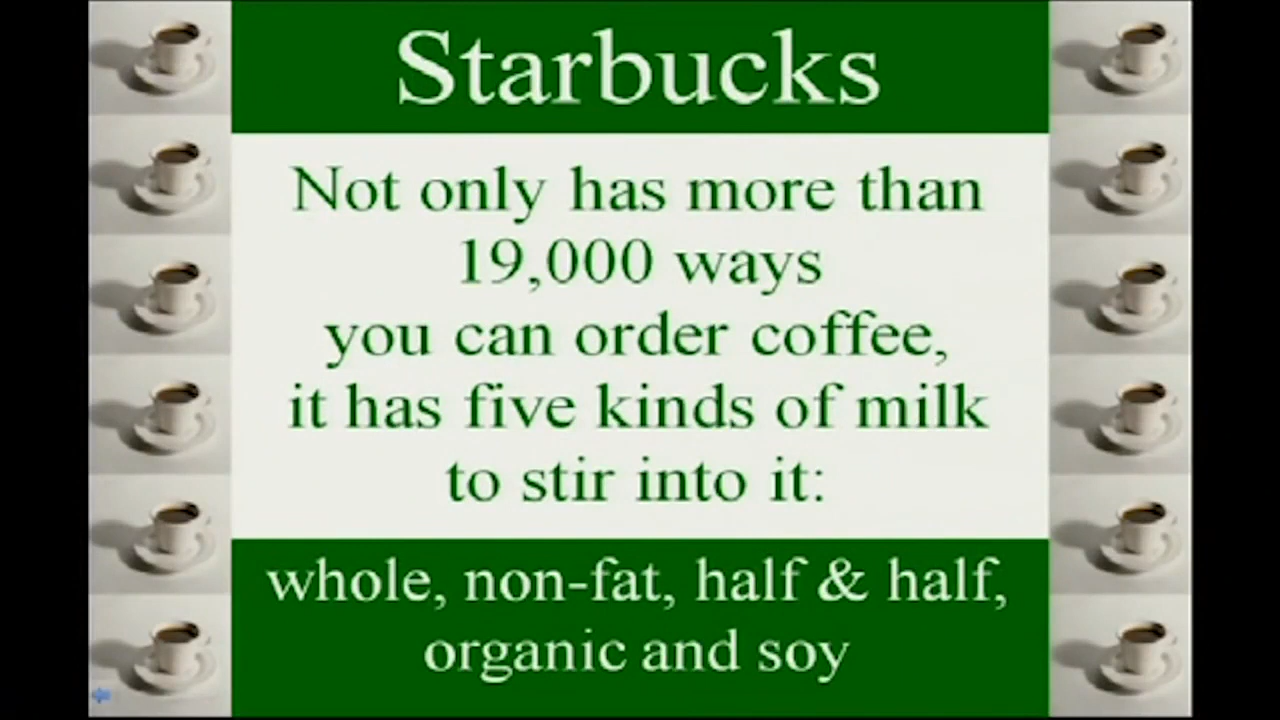 Starbucks
Not only has more than
19,000 ways
you can order coffee,
it has five kinds of milk
to stir into it:
whole, non-fat, half & half,
organic and soy